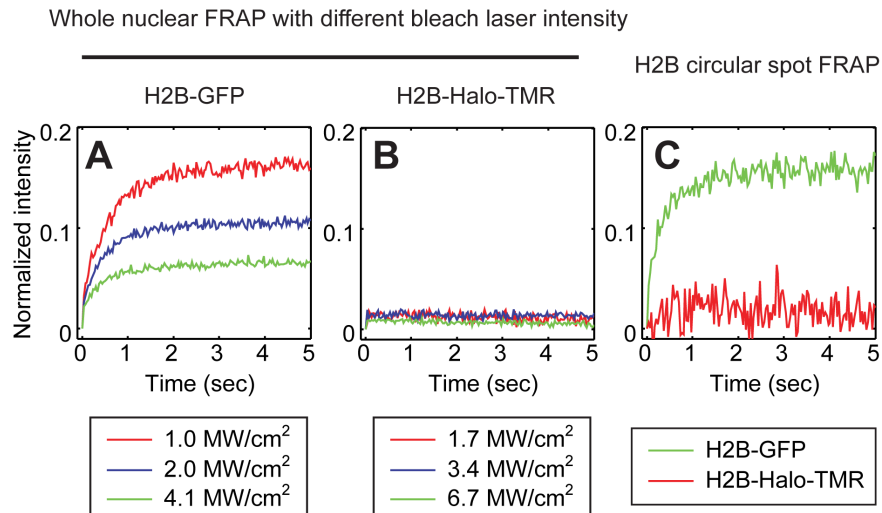 Whole nuclear FRAP with different bleach laser intensity
H2B-GFP
H2B-Halo-TMR
H2B circular spot FRAP
Normalized intensity
A
0.2
0.1
0
0 1 2 3 4 5
Time (sec)
B
0.2
0.1
0
0 1 2 3 4 5
Time (sec)
C
0.2
0.1
0
0 1 2 3 4 5
Time (sec)
1.0 MW/cm²
2.0 MW/cm²
4.1 MW/cm²
1.7 MW/cm²
3.4 MW/cm²
6.7 MW/cm²
H2B-GFP
H2B-Halo-TMR